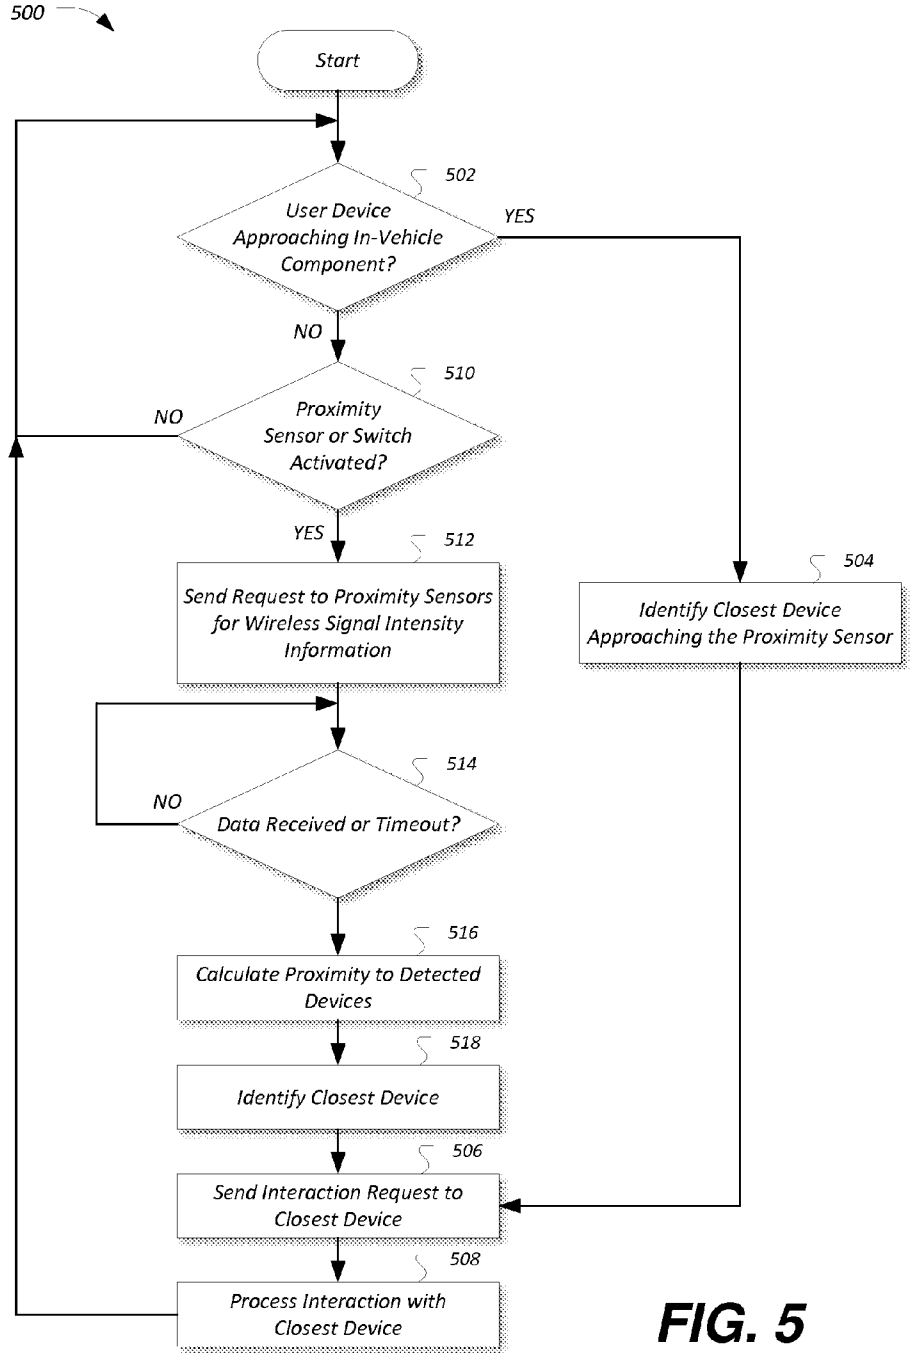 500
Start
502
User Device
Approaching In-Vehicle
Component?
YES
NO
510
Proximity
Sensor or Switch
Activated?
NO
YES
512
Send Request to Proximity Sensors
for Wireless Signal Intensity
Information
504
Identify Closest Device
Approaching the Proximity Sensor
514
Data Received or Timeout?
NO
516
Calculate Proximity to Detected
Devices
518
Identify Closest Device
506
Send Interaction Request to
Closest Device
508
Process Interaction with
Closest Device
FIG. 5